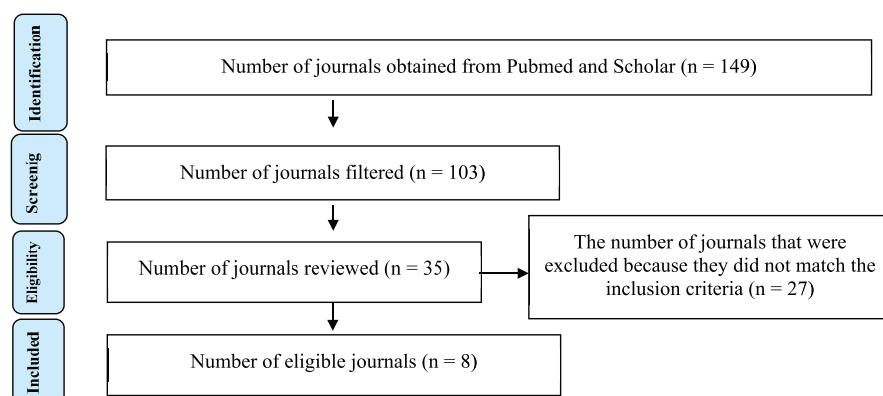 Identification
Number of journals obtained from Pubmed and Scholar (n = 149)
Screenig
Number of journals filtered (n = 103)
Eligibility
Number of journals reviewed (n = 35)
The number of journals that were
excluded because they did not match the
inclusion criteria (n = 27)
Included
Number of eligible journals (n = 8)